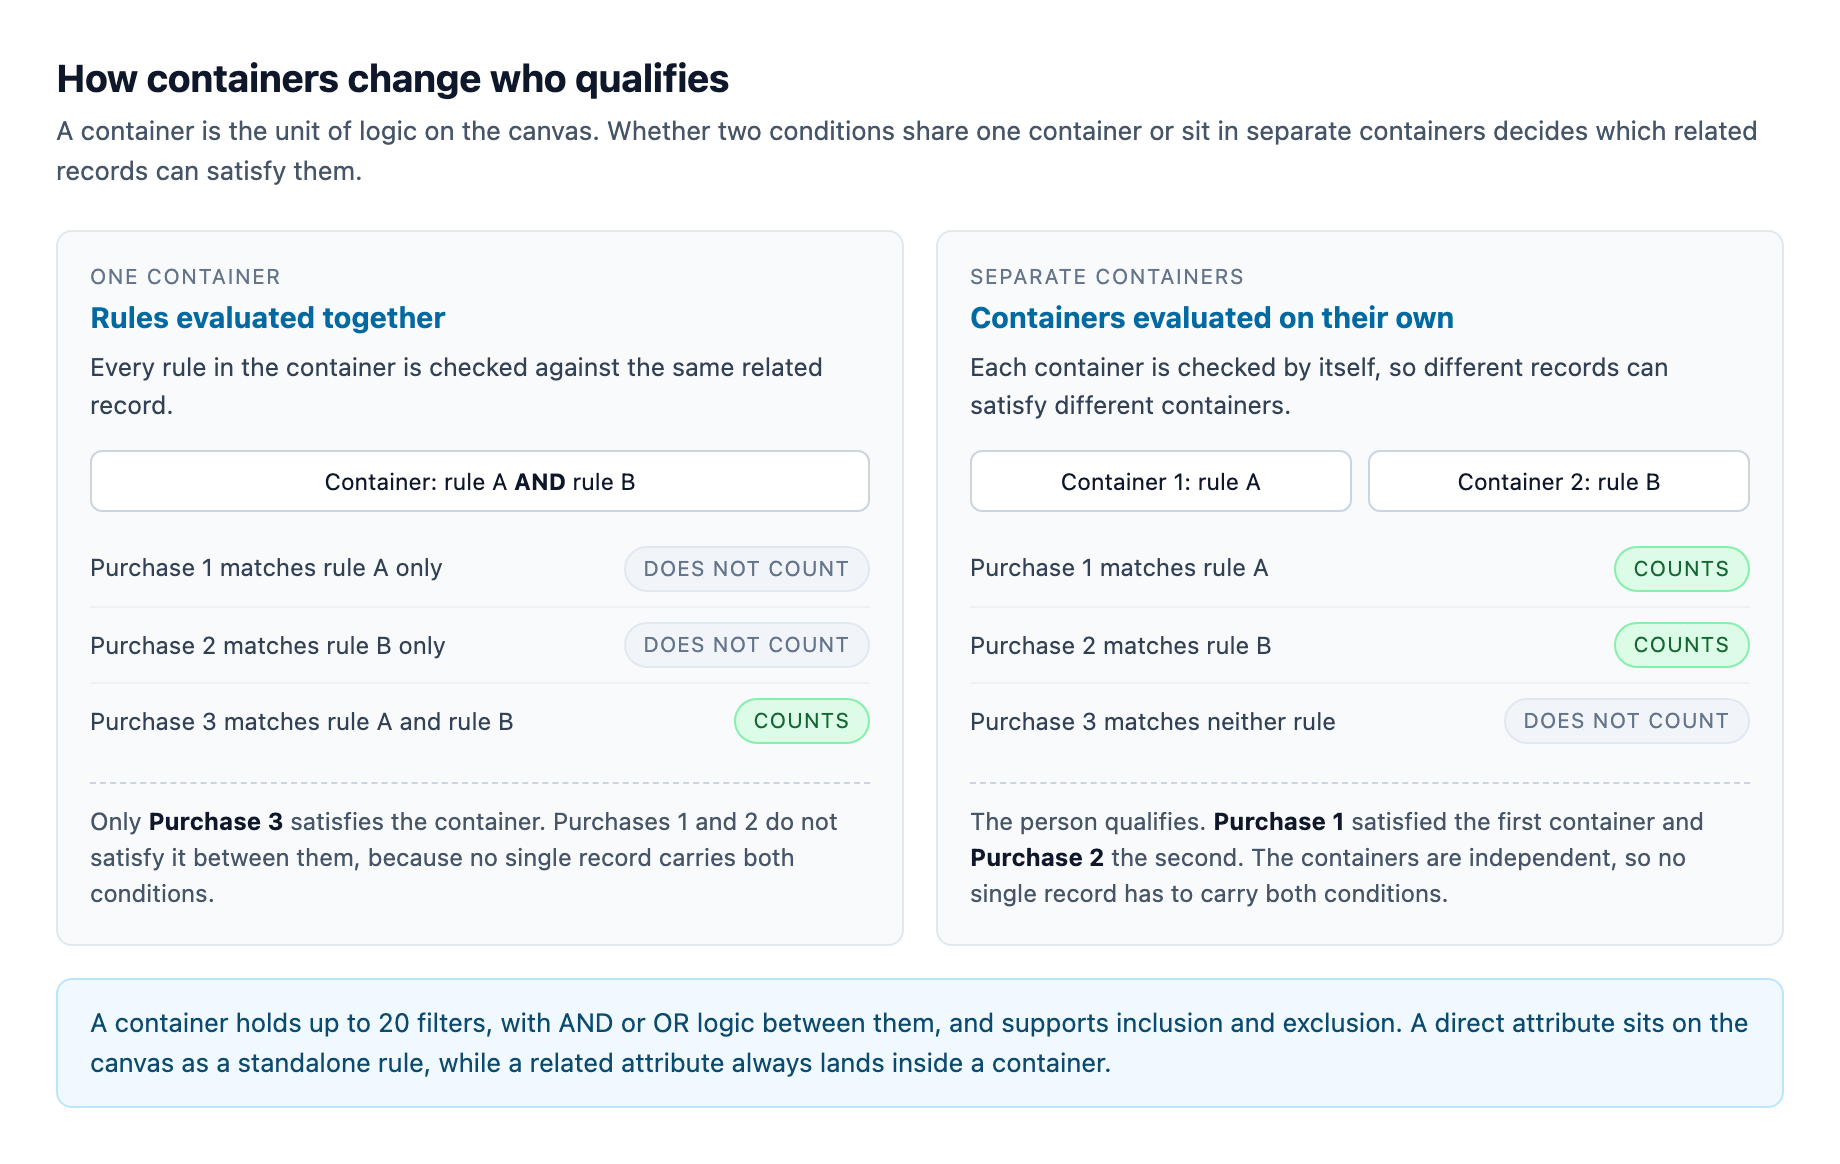 How containers change who qualifies
A container is the unit of logic on the canvas. Whether two conditions share one container or sit in separate containers decides which related
records can satisfy them.
ONE CONTAINER
Rules evaluated together
Every rule in the container is checked against the same related
record.
Container: rule A AND rule B
Purchase 1 matches rule A only
DOES NOT COUNT
Purchase 2 matches rule B only
DOES NOT COUNT
Purchase 3 matches rule A and rule B
COUNTS
Only Purchase 3 satisfies the container. Purchases 1 and 2 do not
satisfy it between them, because no single record carries both
conditions.
SEPARATE CONTAINERS
Containers evaluated on their own
Each container is checked by itself, so different records can
satisfy different containers.
Container 1: rule A
Container 2: rule B
Purchase 1 matches rule A
COUNTS
Purchase 2 matches rule B
COUNTS
Purchase 3 matches neither rule
DOES NOT COUNT
The person qualifies. Purchase 1 satisfied the first container and
Purchase 2 the second. The containers are independent, so no
single record has to carry both conditions.
A container holds up to 20 filters, with AND or OR logic between them, and supports inclusion and exclusion. A direct attribute sits on the
canvas as a standalone rule, while a related attribute always lands inside a container.